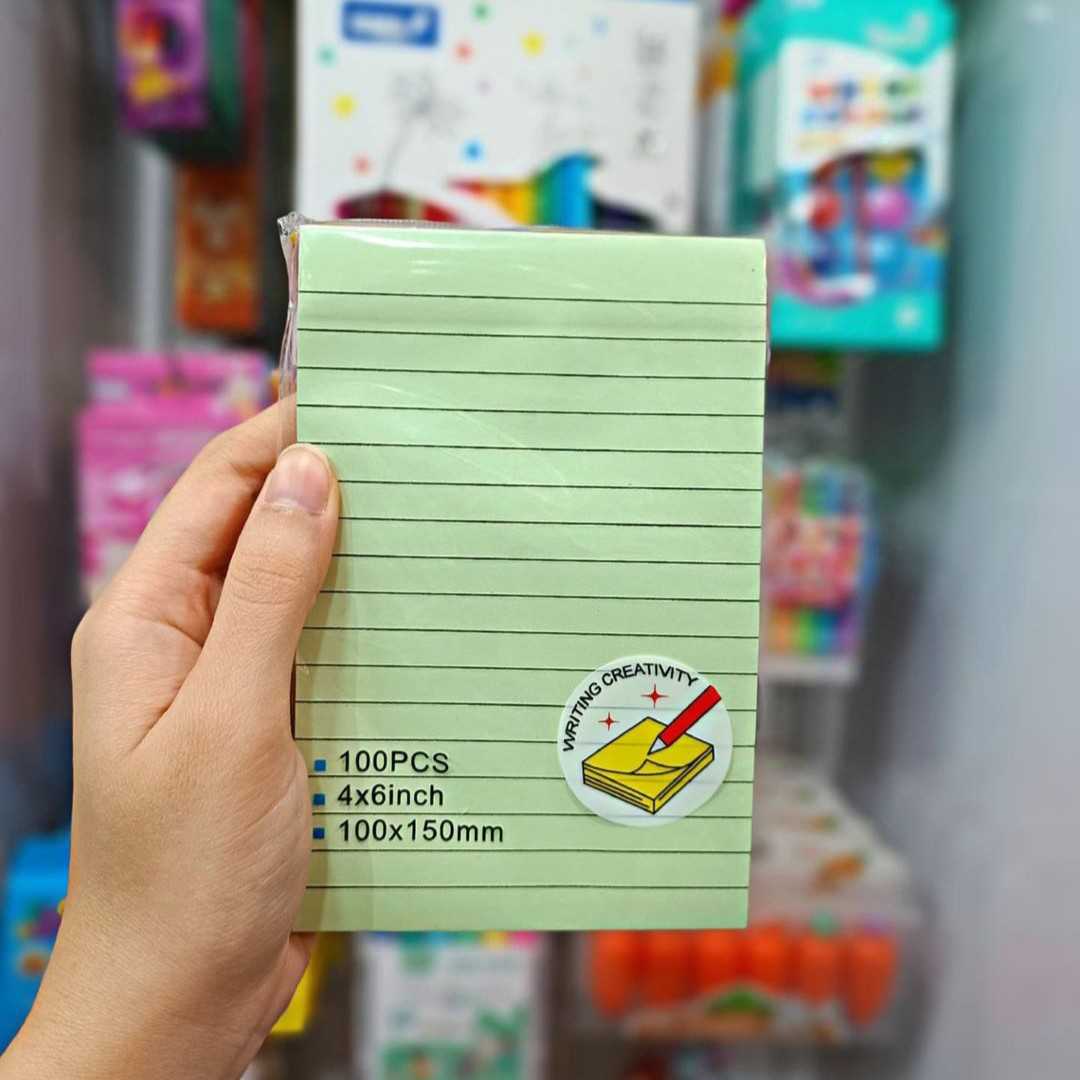 WRITING CREATIVITY
100PCS
4x6inch
100x150mm